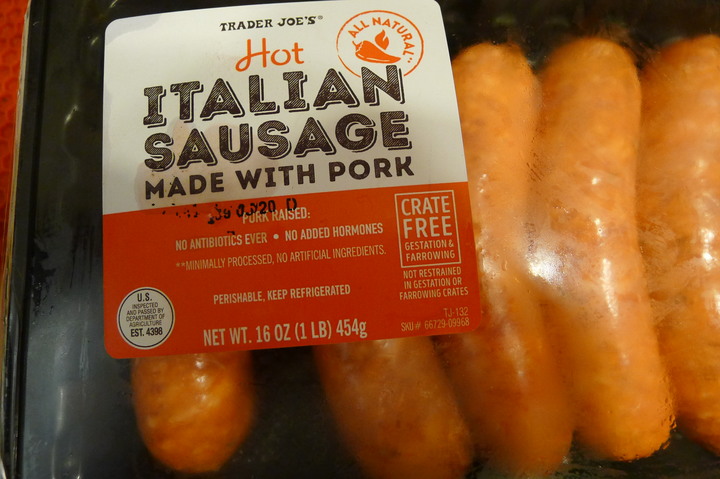 TRADER JOE'S®
Hot
ALL NATURAL**
ITALIAN
SAUSAGE
MADE WITH PORK
PORK RAISED:
NO ANTIBIOTICS EVER • NO ADDED HORMONES
**MINIMALLY PROCESSED, NO ARTIFICIAL INGREDIENTS.
PERISHABLE, KEEP REFRIGERATED
CRATE
FREE
GESTATION &
FARROWING
NOT RESTRAINED
IN GESTATION OR
FARROWING CRATES
U.S.
INSPECTED
AND PASSED BY
DEPARTMENT OF
AGRICULTURE
EST. 4398
NET WT. 16 OZ (1 LB) 454g
TJ-132
SKU# 66729-09968